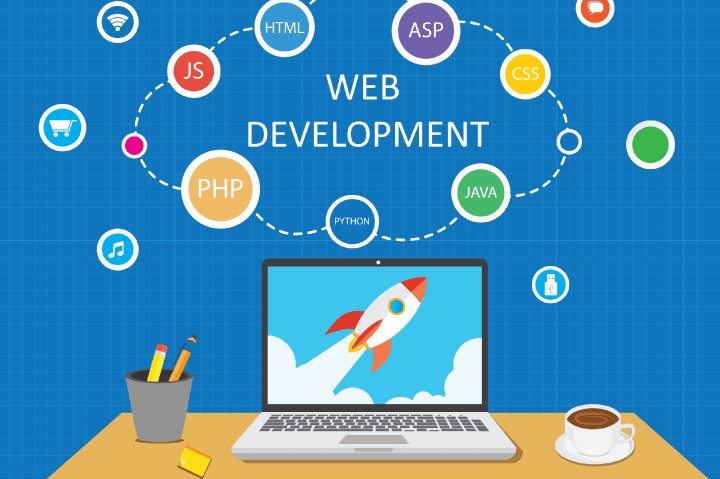 HTML
ASP
JS
CSS
WEB
DEVELOPMENT
PHP
JAVA
PYTHON